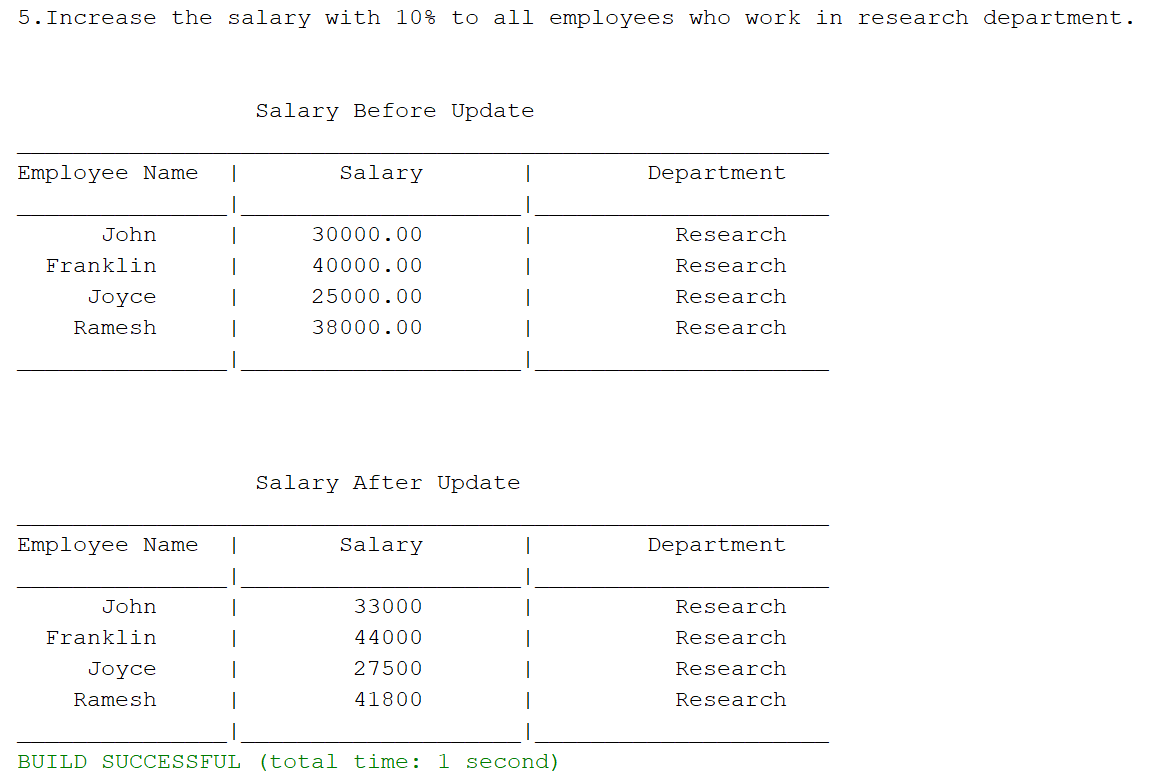 5.Increase the salary with 10% to all employees who work in research department.
Salary Before Update
Employee Name | Salary | Department
John | 30000.00 | Research
Franklin | 40000.00 | Research
Joyce | 25000.00 | Research
Ramesh | 38000.00 | Research
Salary After Update
Employee Name | Salary | Department
John | 33000 | Research
Franklin | 44000 | Research
Joyce | 27500 | Research
Ramesh | 41800 | Research
BUILD SUCCESSFUL (total time: 1 second)